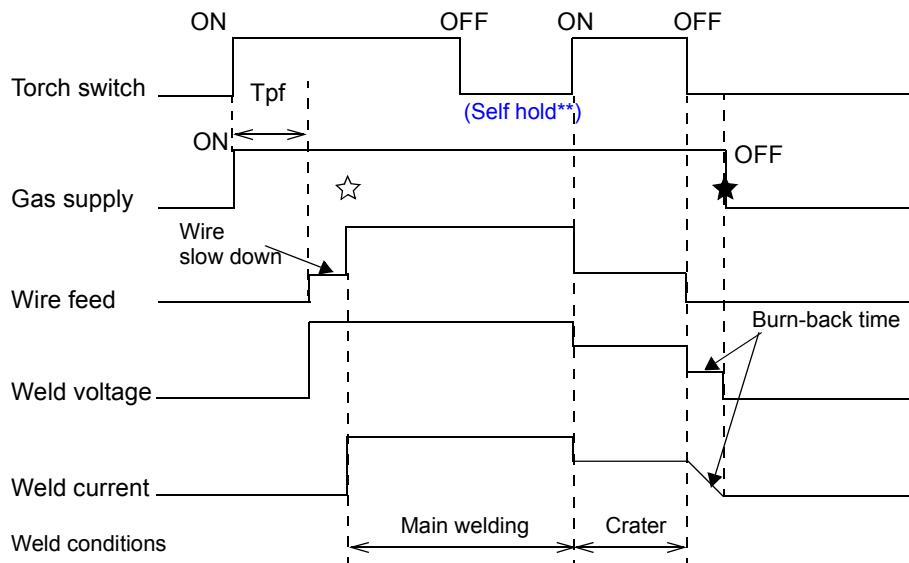 ON OFF ON OFF
Torch switch
Tpf
(Self hold**)
ON
OFF
Gas supply
Wire
slow down
Wire feed
Burn-back time
Weld voltage
Weld current
Main welding
Crater
Weld conditions